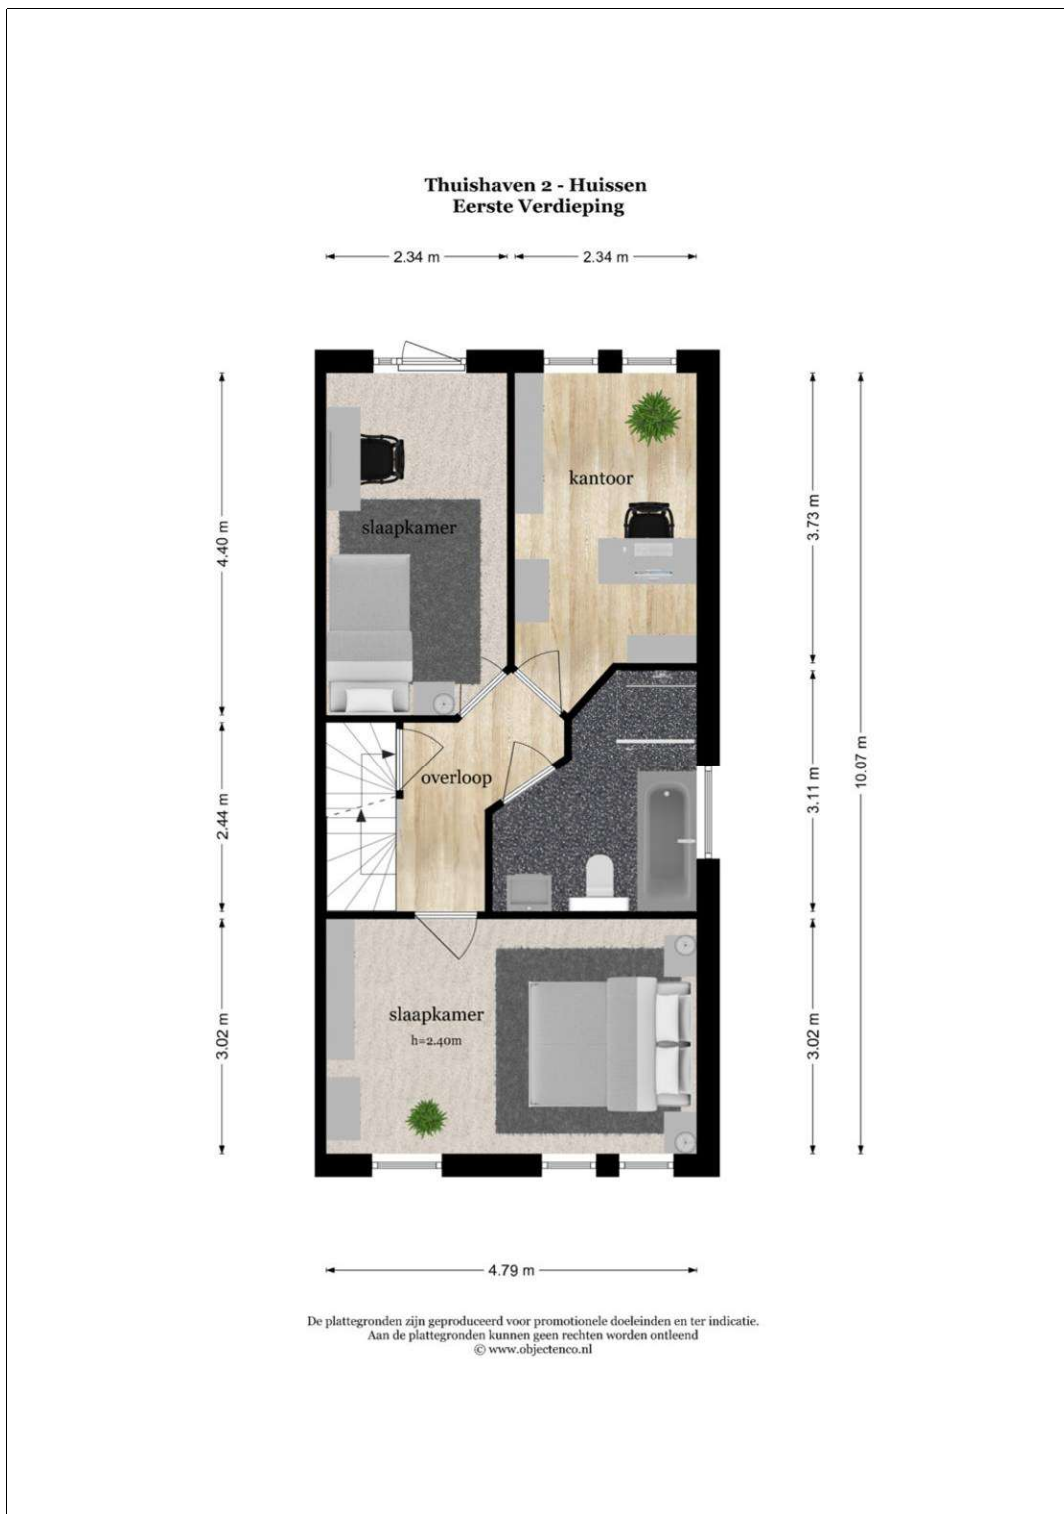 Thuishaven 2 - Huissen
Eerste Verdieping
2.34 m
2.34 m
kantoor
slaapkamer
4.40 m
3.73 m
overloop
2.44 m
3.11 m
10.07 m
slaapkamer
h=2.40m
3.02 m
3.02 m
4.79 m
De plattegronden zijn geproduceerd voor promotionele doeleinden en ter indicatie.
Aan de plattegronden kunnen geen rechten worden ontleend
© www.objectenco.nl